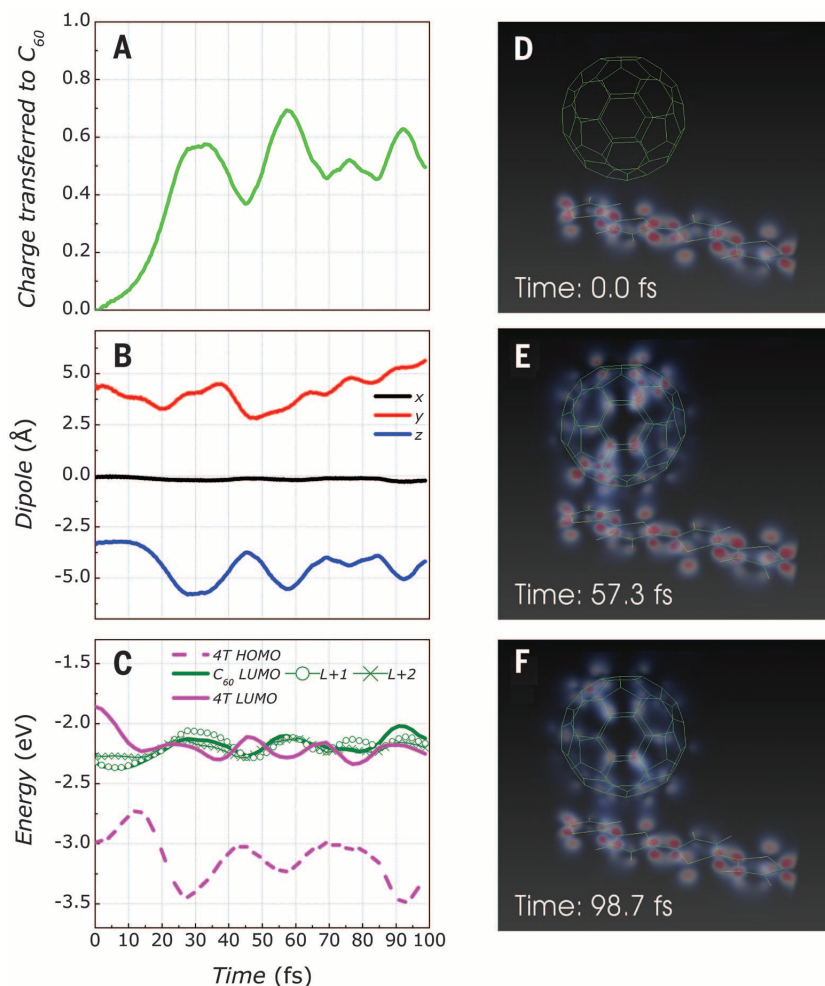 A
Charge transferred to C60
1.0
0.8
0.6
0.4
0.2
0.0
B
Dipole (Å)
5.0
2.5
0.0
-2.5
-5.0
x
y
z
C
Energy (eV)
-1.5
-2.0
-2.5
-3.0
-3.5
4T HOMO
C60 LUMO L+1 L+2
4T LUMO
0 10 20 30 40 50 60 70 80 90 100
Time (fs)
D
Time: 0.0 fs
E
Time: 57.3 fs
F
Time: 98.7 fs